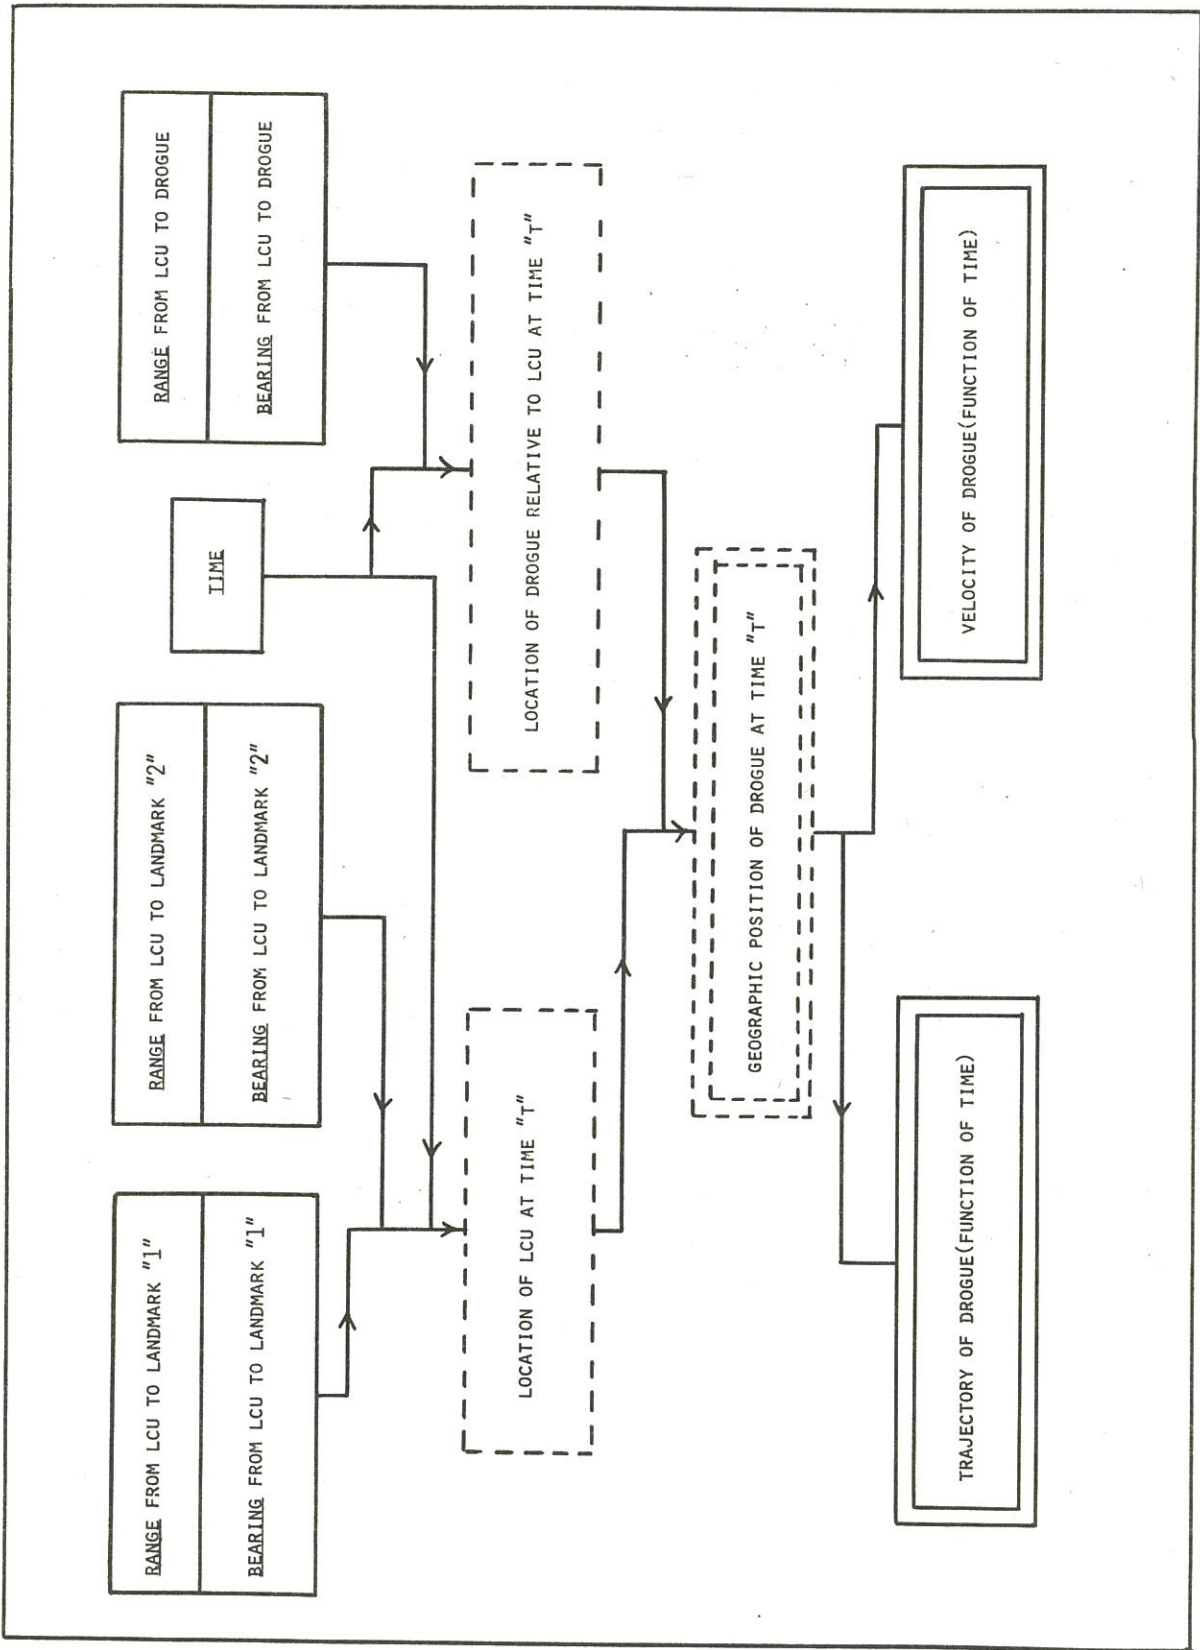 RANGE FROM LCU TO LANDMARK "1"
BEARING FROM LCU TO LANDMARK "1"
RANGE FROM LCU TO LANDMARK "2"
BEARING FROM LCU TO LANDMARK "2"
TIME
RANGE FROM LCU TO DROGUE
BEARING FROM LCU TO DROGUE
LOCATION OF LCU AT TIME "T"
LOCATION OF DROGUE RELATIVE TO LCU AT TIME "T"
GEOGRAPHIC POSITION OF DROGUE AT TIME "T"
TRAJECTORY OF DROGUE(FUNCTION OF TIME)
VELOCITY OF DROGUE(FUNCTION OF TIME)